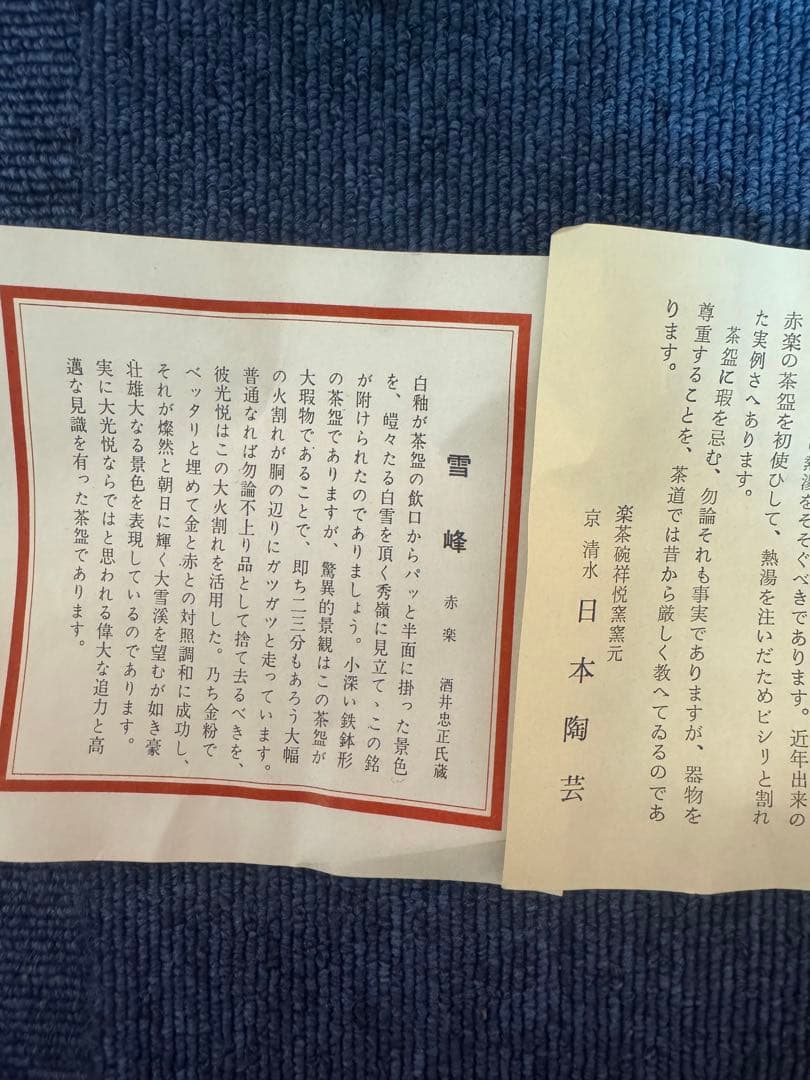 熱湯をそそぐべきであります。近年出来の
赤楽の茶盌を初使ひして、熱湯を注いだためビシリと割れ
た実例さへあります。
茶盌に瑕を忌む、勿論それも事実でありますが、器物を
尊重することを、茶道では昔から厳しく教へてゐるのであ
ります。
楽茶碗祥悦窯窯元
京 清水 日本陶芸
雪峰 赤楽 酒井忠正氏蔵
白釉が茶盌の飲口からパッと半面に掛った景色
を、皚々たる白雪を頂く秀嶺に見立て、この銘
が附けられたのでありましょう。小深い鉄鉢形
の茶盌でありますが、驚異的景観はこの茶盌が
大瑕物であることで、即ち二三分もあろう大幅
の火割れが胴の辺りにガツガツと走っています。
普通なれば勿論不上り品として捨て去るべきを、
彼光悦はこの大火割れを活用した。乃ち金粉で
ベッタリと埋めて金と赤との対照調和に成功し、
それが燦然と朝日に輝く大雪溪を望むが如き豪
壮雄大なる景色を表現しているのであります。
実に大光悦ならではと思われる偉大な迫力と高
邁な見識を有った茶盌であります。